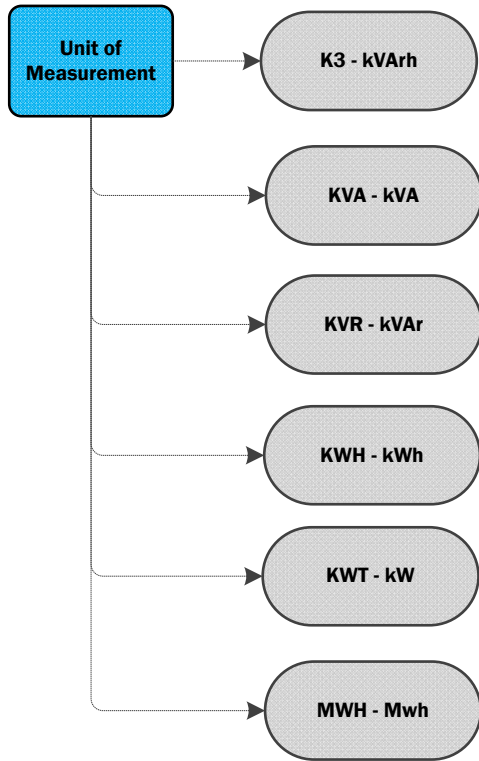 Unit of
Measurement
K3 - kVArh
KVA - kVA
KVR - kVAr
KWH - kWh
KWT - kW
MWH - Mwh